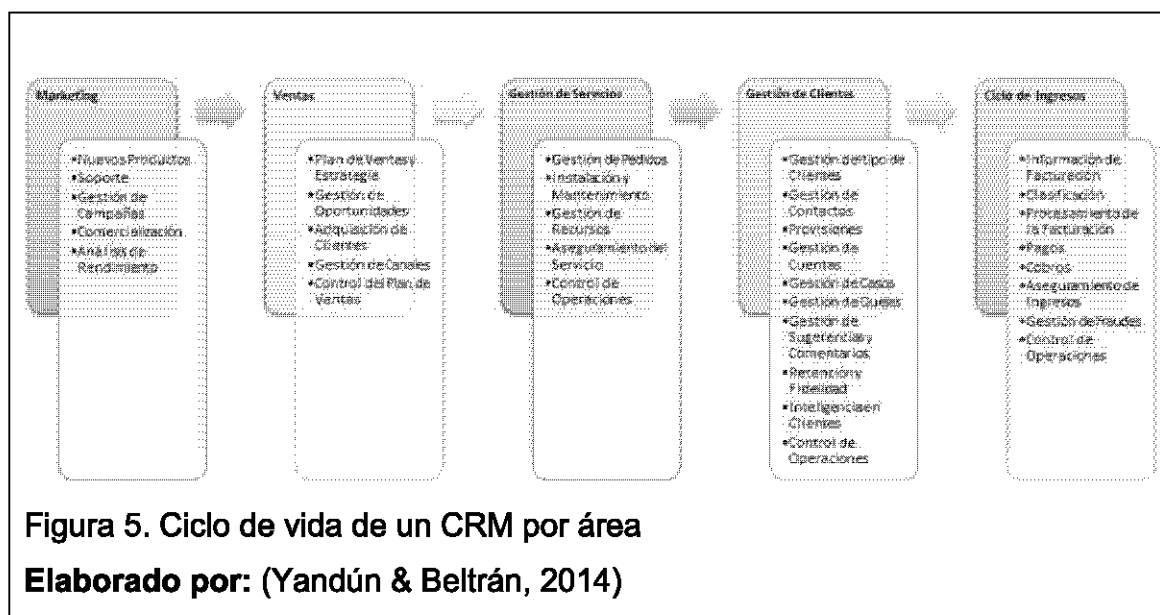 Marketing
•Nuevos Productos
•Soporte
•Gestión de
Campañas
•Comercialización
•Análisis de
Rendimiento
Ventas
•Plan de Ventas y
Estrategia
•Gestión de
Oportunidades
•Adquisición de
Clientes
•Gestión de Canales
•Control del Plan de
Ventas
Gestión de Servicios
•Gestión de Pedidos
•Instalación y
Mantenimiento
•Gestión de
Recursos
•Aseguramiento del
Servicio
•Control de
Operaciones
Gestión de Clientes
•Gestión de tipo de
Clientes
•Gestión de
Contactos
•Provisiones
•Gestión de
Cuentas
•Gestión de Casos
•Gestión de Quejas
•Gestión de
Sugerencias y
Comentarios
•Retención y
Fidelidad
•Inteligencia en
Clientes
•Control de
Operaciones
Ciclo de Ingresos
•Información de
Facturación
•Clasificación
•Procesamiento de
la Facturación
•Pagos
•Cobros
•Aseguramiento de
Ingresos
•Gestión de Fraudes
•Control de
Operaciones
Figura 5. Ciclo de vida de un CRM por área
Elaborado por: (Yandún & Beltrán, 2014)